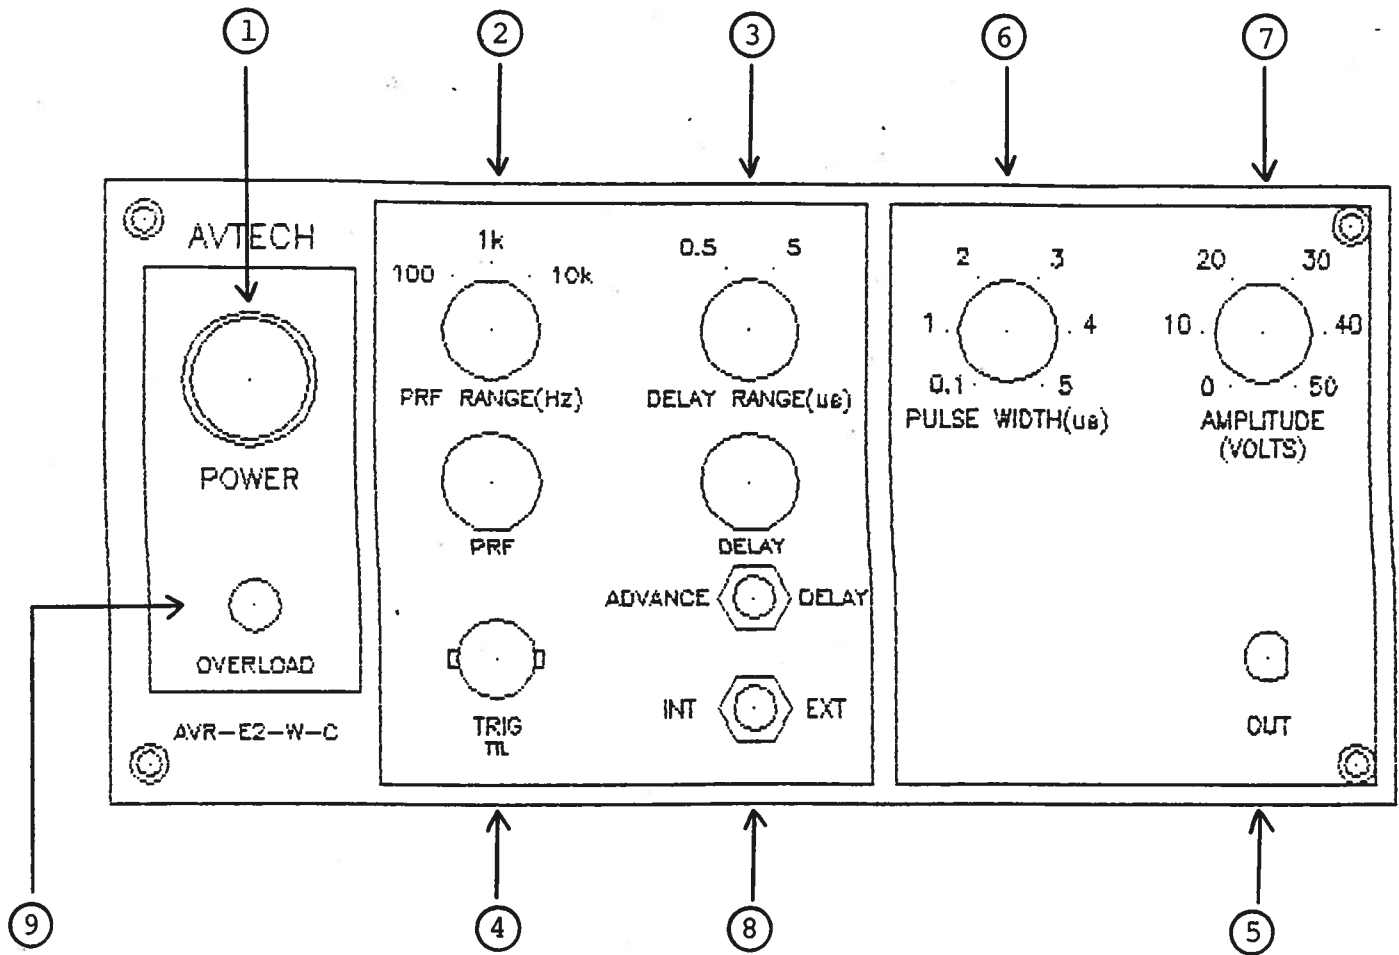 1 2 3 6 7
AVTECH
POWER
OVERLOAD
AVR-E2-W-C
100 1k 10k
PRF RANGE(Hz)
PRF
TRIG
TTL
0.5 5
DELAY RANGE(us)
DELAY
ADVANCE DELAY
INT EXT
0.1 1 2 3 4 5
PULSE WIDTH(us)
0 10 20 30 40 50
AMPLITUDE
(VOLTS)
OUT
9 4 8 5